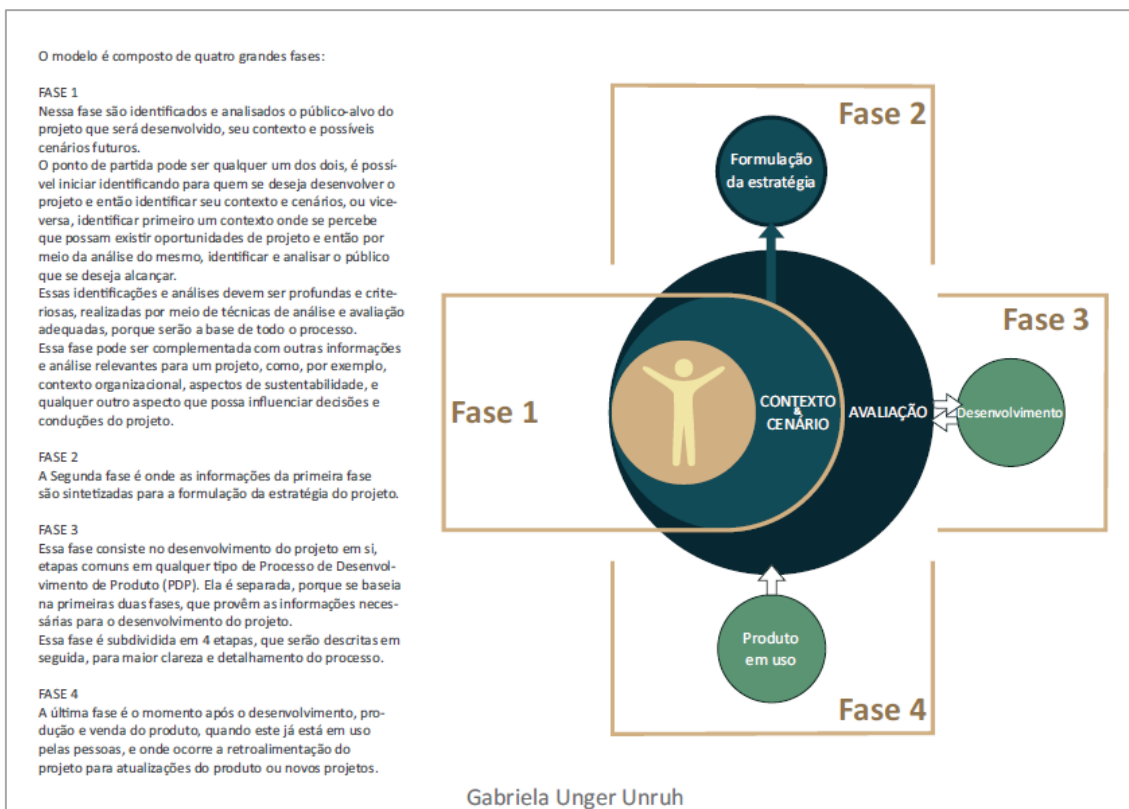 O modelo é composto de quatro grandes fases:
FASE 1
Nessa fase são identificados e analisados o público-alvo do
projeto que será desenvolvido, seu contexto e possíveis
cenários futuros.
O ponto de partida pode ser qualquer um dos dois, é possí-
vel iniciar identificando para quem se deseja desenvolver o
projeto e então identificar seu contexto e cenários, ou vice-
versa, identificar primeiro um contexto onde se percebe
que possam existir oportunidades de projeto e então por
meio da análise do mesmo, identificar e analisar o público
que se deseja alcançar.
Essas identificações e análises devem ser profundas e crite-
riosas, realizadas por meio de técnicas de análise e avaliação
adequadas, porque serão a base de todo o processo.
Essa fase pode ser complementada com outras informações
e análise relevantes para um projeto, como, por exemplo,
contexto organizacional, aspectos de sustentabilidade, e
qualquer outro aspecto que possa influenciar decisões e
conduções do projeto.
FASE 2
A Segunda fase é onde as informações da primeira fase
são sintetizadas para a formulação da estratégia do projeto.
FASE 3
Essa fase consiste no desenvolvimento do projeto em si,
etapas comuns em qualquer tipo de Processo de Desenvol-
vimento de Produto (PDP). Ela é separada, porque se baseia
na primeiras duas fases, que provêm as informações neces-
sárias para o desenvolvimento do projeto.
Essa fase é subdividida em 4 etapas, que serão descritas em
seguida, para maior clareza e detalhamento do processo.
FASE 4
A última fase é o momento após o desenvolvimento, pro-
dução e venda do produto, quando este já está em uso
pelas pessoas, e onde ocorre a retroalimentação do
projeto para atualizações do produto ou novos projetos.
Fase 2
Formulação
da estratégia
Fase 3
Fase 1
CONTEXTO
&
CENÁRIO
AVALIAÇÃO
Desenvolvimento
Produto
em uso
Fase 4
Gabriela Unger Unruh